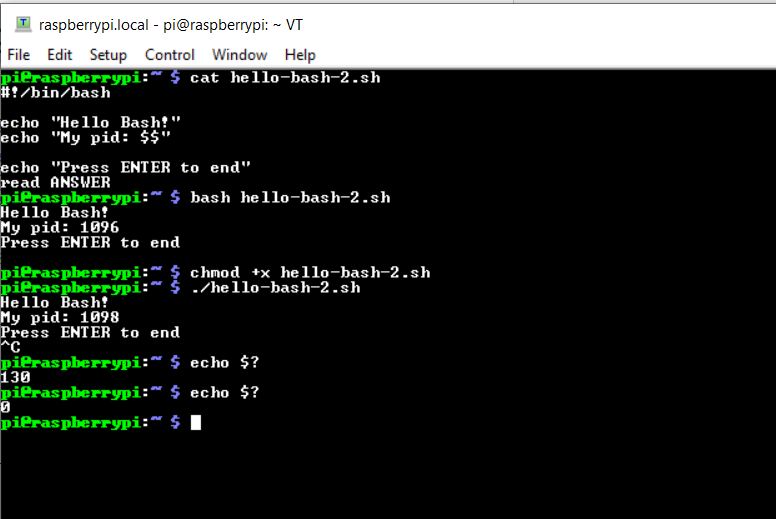 raspberrypi.local - pi@raspberrypi: ~ VT
File Edit Setup Control Window Help
pi@raspberrypi:~ $ cat hello-bash-2.sh
#!/bin/bash

echo "Hello Bash!"
echo "My pid: $$"

echo "Press ENTER to end"
read ANSWER
pi@raspberrypi:~ $ bash hello-bash-2.sh
Hello Bash!
My pid: 1096
Press ENTER to end

pi@raspberrypi:~ $ chmod +x hello-bash-2.sh
pi@raspberrypi:~ $ ./hello-bash-2.sh
Hello Bash!
My pid: 1098
Press ENTER to end
^C
pi@raspberrypi:~ $ echo $?
130
pi@raspberrypi:~ $ echo $?
0
pi@raspberrypi:~ $